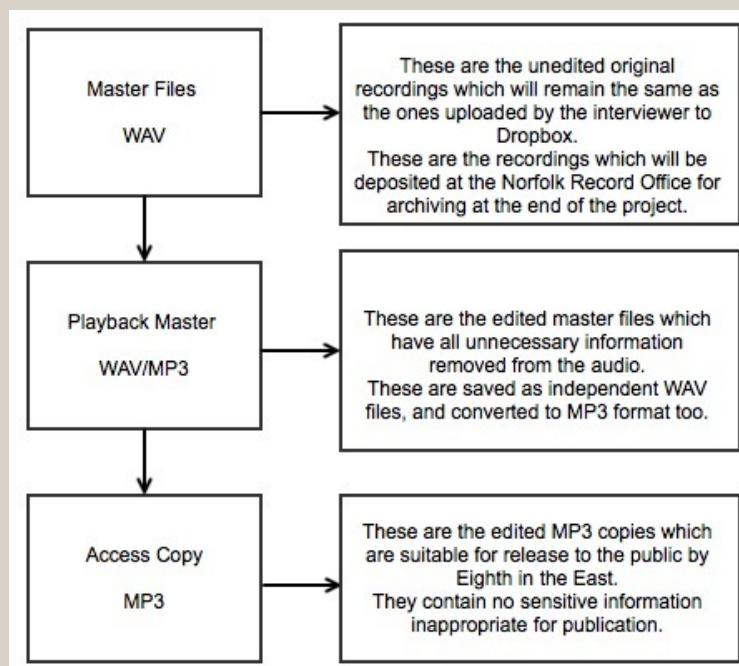 Master Files
WAV
These are the unedited original
recordings which will remain the same as
the ones uploaded by the interviewer to
Dropbox.
These are the recordings which will be
deposited at the Norfolk Record Office for
archiving at the end of the project.
Playback Master
WAV/MP3
These are the edited master files which
have all unnecessary information
removed from the audio.
These are saved as independent WAV
files, and converted to MP3 format too.
Access Copy
MP3
These are the edited MP3 copies which
are suitable for release to the public by
Eighth in the East.
They contain no sensitive information
inappropriate for publication.